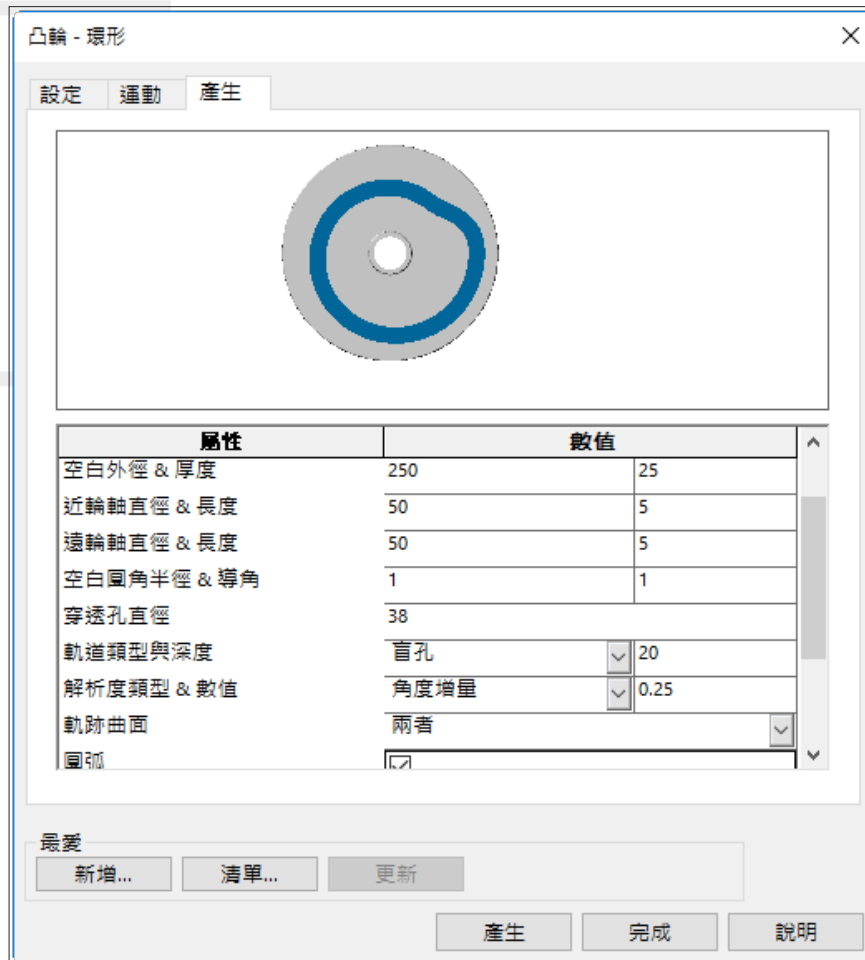 凸輪 - 環形
設定 運動 產生
屬性 數值
空白外徑 & 厚度 250 25
近輪軸直徑 & 長度 50 5
遠輪軸直徑 & 長度 50 5
空白圓角半徑 & 導角 1 1
穿透孔直徑 38
軌道類型與深度 盲孔 20
解析度類型 & 數值 角度增量 0.25
軌跡曲面 兩者
圓弧
最愛
新增... 清單... 更新
產生 完成 說明